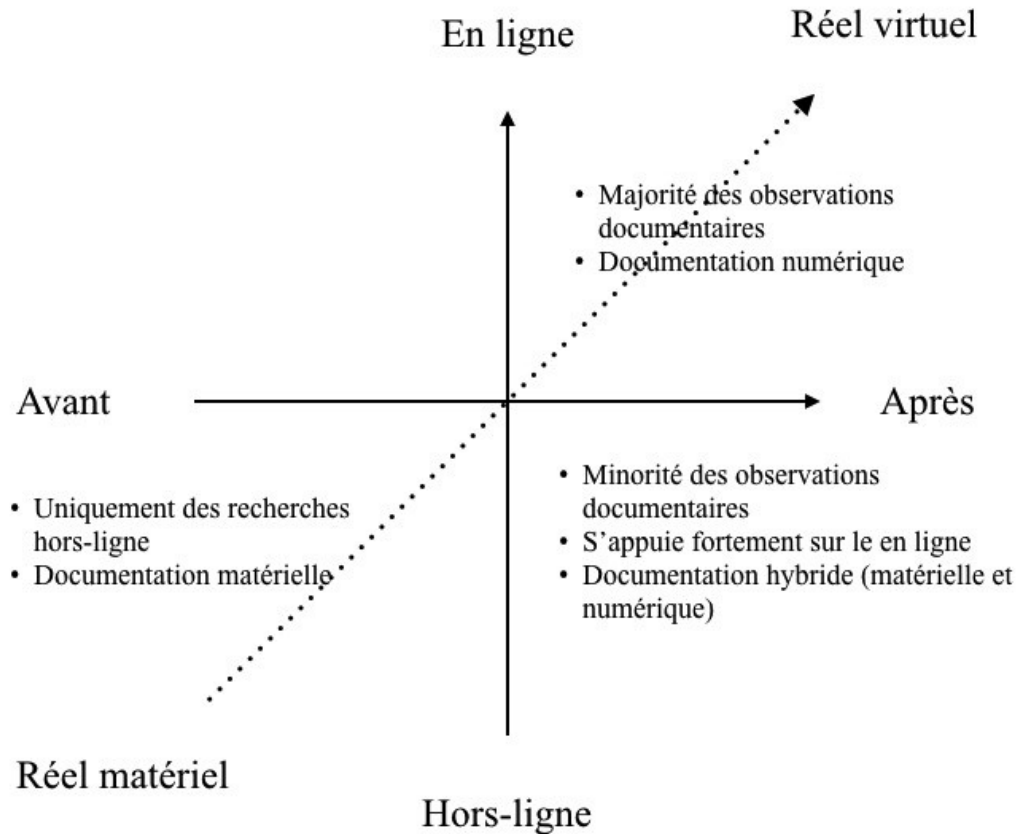 En ligne
Réel virtuel
• Majorité des observations
documentaires
• Documentation numérique
Avant
Après
• Uniquement des recherches
hors-ligne
• Documentation matérielle
• Minorité des observations
documentaires
• S'appuie fortement sur le en ligne
• Documentation hybride (matérielle et
numérique)
Réel matériel
Hors-ligne